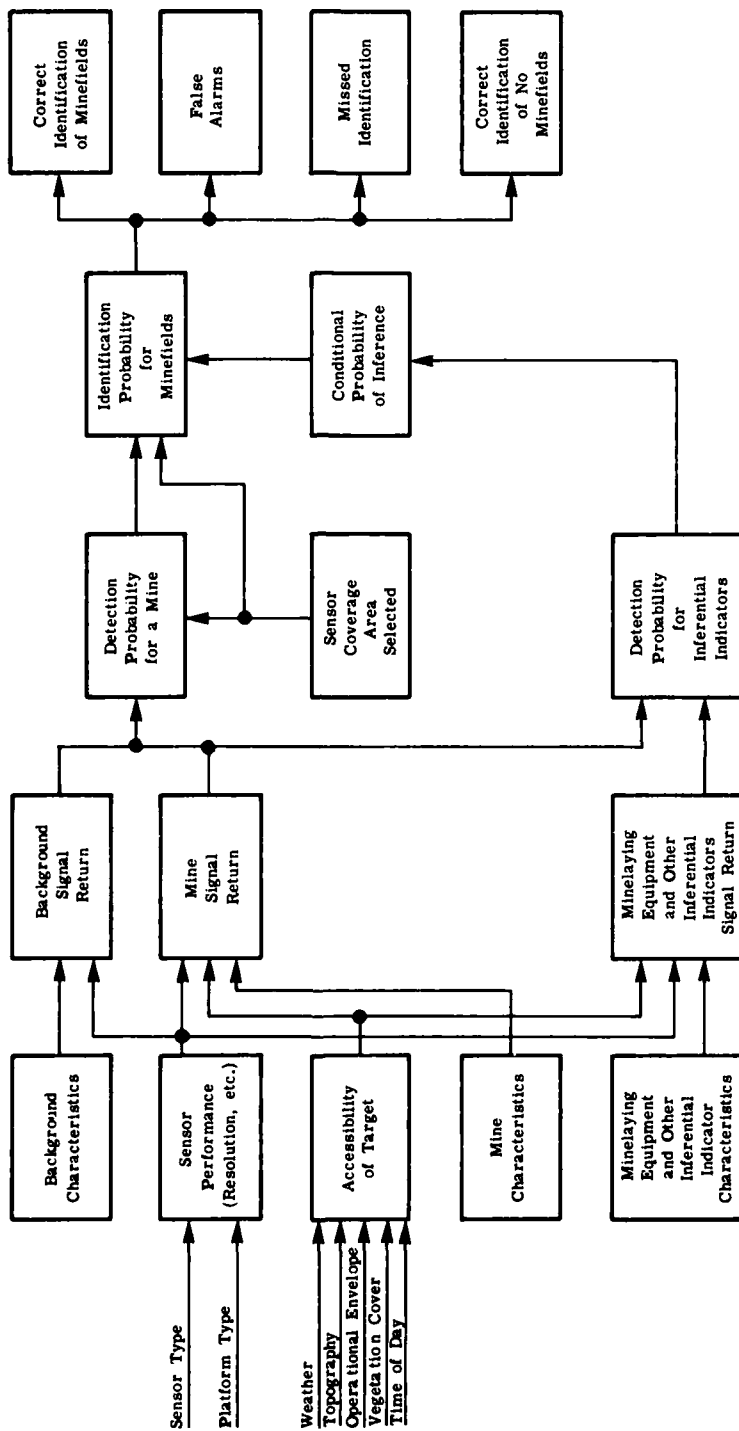 Sensor Type
Platform Type
Weather
Topography
Operational Envelope
Vegetation Cover
Time of Day
Background
Characteristics
Sensor
Performance
(Resolution, etc.)
Accessibility
of Target
Mine
Characteristics
Minelaying
Equipment
and Other
Inferential
Indicator
Characteristics
Background
Signal
Return
Mine
Signal
Return
Minelaying
Equipment
and Other
Inferential
Indicators
Signal Return
Detection
Probability
for a Mine
Sensor
Coverage
Area
Selected
Detection
Probability
for
Inferential
Indicators
Identification
Probability
for
Minefields
Conditional
Probability
of Inference
Correct
Identification
of Minefields
False
Alarms
Missed
Identification
Correct
Identification
of No
Minefields